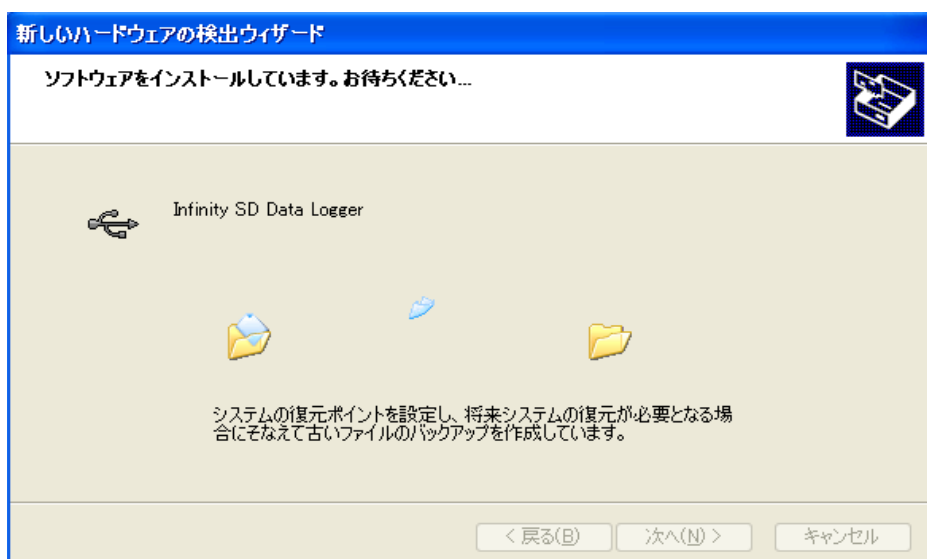 新しいハードウェアの検出ウィザード
ソフトウェアをインストールしています。お待ちください...
Infinity SD Data Logger
システムの復元ポイントを設定し、将来システムの復元が必要となる場
合にそなえて古いファイルのバックアップを作成しています。
< 戻る(B) 次へ(N) > キャンセル